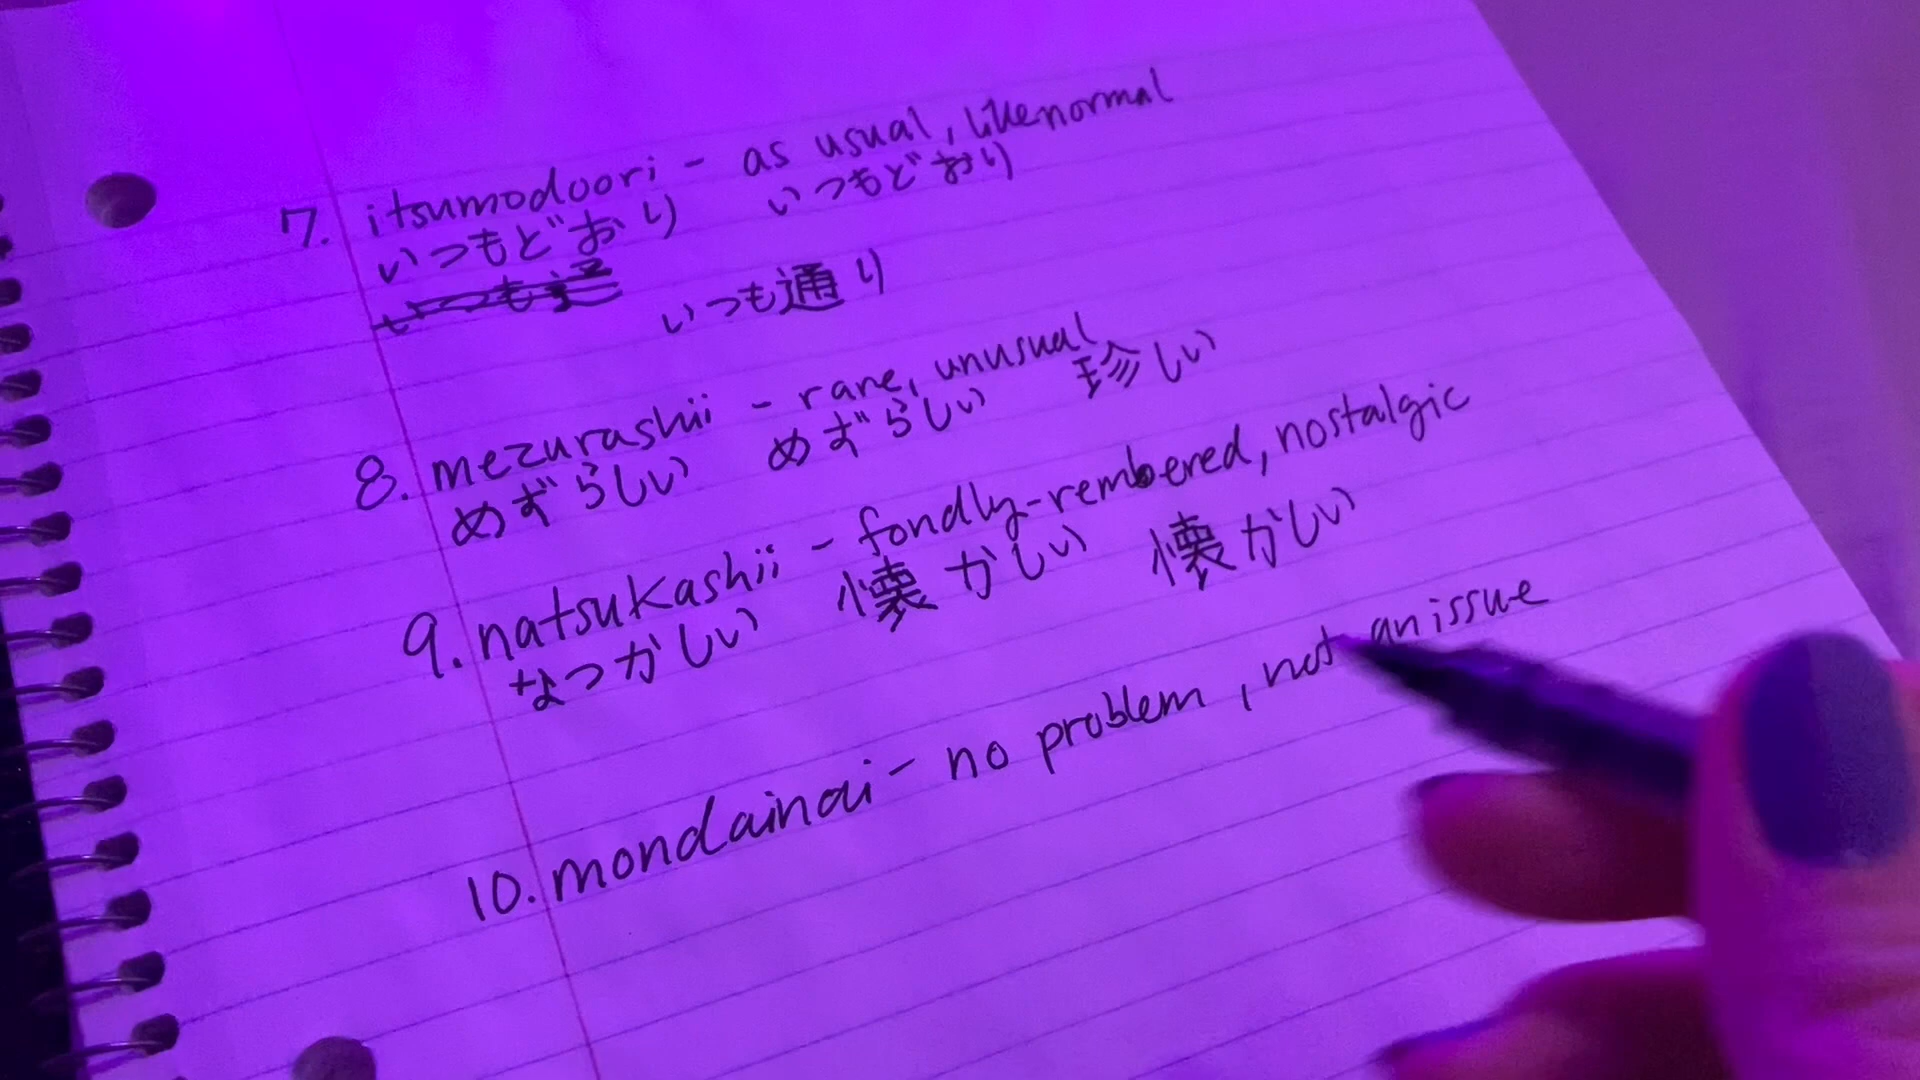 7. itsumodoori - as usual, like normal
いつもどおり いつもどおり
いつも通り
8. mezurashii - rare, unusual
めずらしい めずらしい 珍しい
9. natsukashii - fondly-rembered, nostalgic
なつかしい 懐かしい 懐かしい
10. mondainai - no problem, not an issue